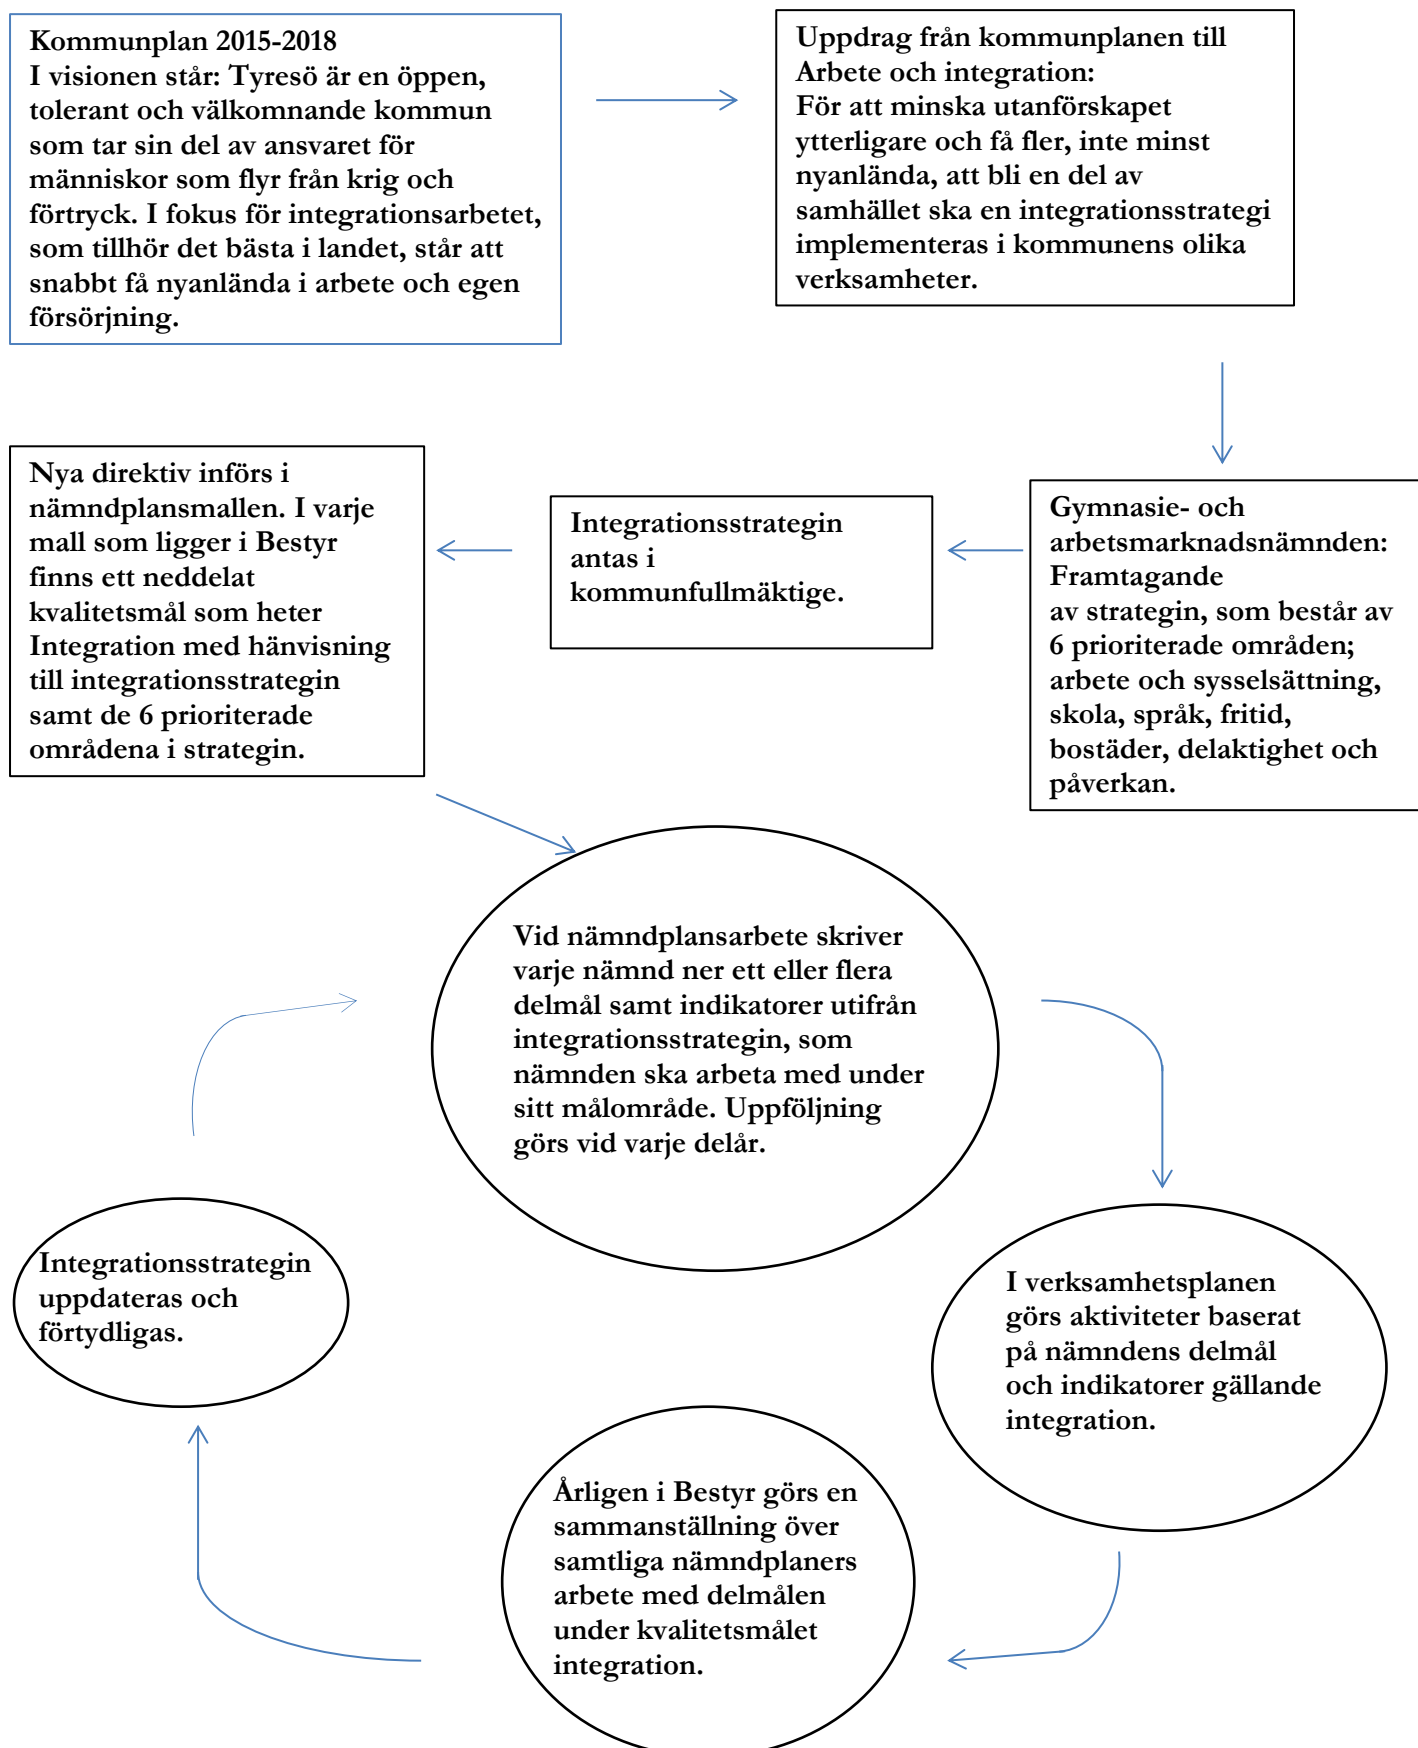 Kommunplan 2015-2018
I visionen står: Tyresö är en öppen,
tolerant och välkomnande kommun
som tar sin del av ansvaret för
människor som flyr från krig och
förtryck. I fokus för integrationsarbetet,
som tillhör det bästa i landet, står att
snabbt få nyanlända i arbete och egen
försörjning.
Uppdrag från kommunplanen till
Arbete och integration:
För att minska utanförskapet
ytterligare och få fler, inte minst
nyanlända, att bli en del av
samhället ska en integrationsstrategi
implementeras i kommunens olika
verksamheter.
Gymnasie- och
arbetsmarknadsnämnden:
Framtagande
av strategin, som består av
6 prioriterade områden;
arbete och sysselsättning,
skola, språk, fritid,
bostäder, delaktighet och
påverkan.
Integrationsstrategin
antas i
kommunfullmäktige.
Nya direktiv införs i
nämndplansmallen. I varje
mall som ligger i Bestyr
finns ett neddelat
kvalitetsmål som heter
Integration med hänvisning
till integrationsstrategin
samt de 6 prioriterade
områdena i strategin.
Vid nämndplansarbete skriver
varje nämnd ner ett eller flera
delmål samt indikatorer utifrån
integrationsstrategin, som
nämnden ska arbeta med under
sitt målområde. Uppföljning
görs vid varje delår.
I verksamhetsplanen
görs aktiviteter baserat
på nämndens delmål
och indikatorer gällande
integration.
Årligen i Bestyr görs en
sammanställning över
samtliga nämndplaners
arbete med delmålen
under kvalitetsmålet
integration.
Integrationsstrategin
uppdateras och
förtydligas.